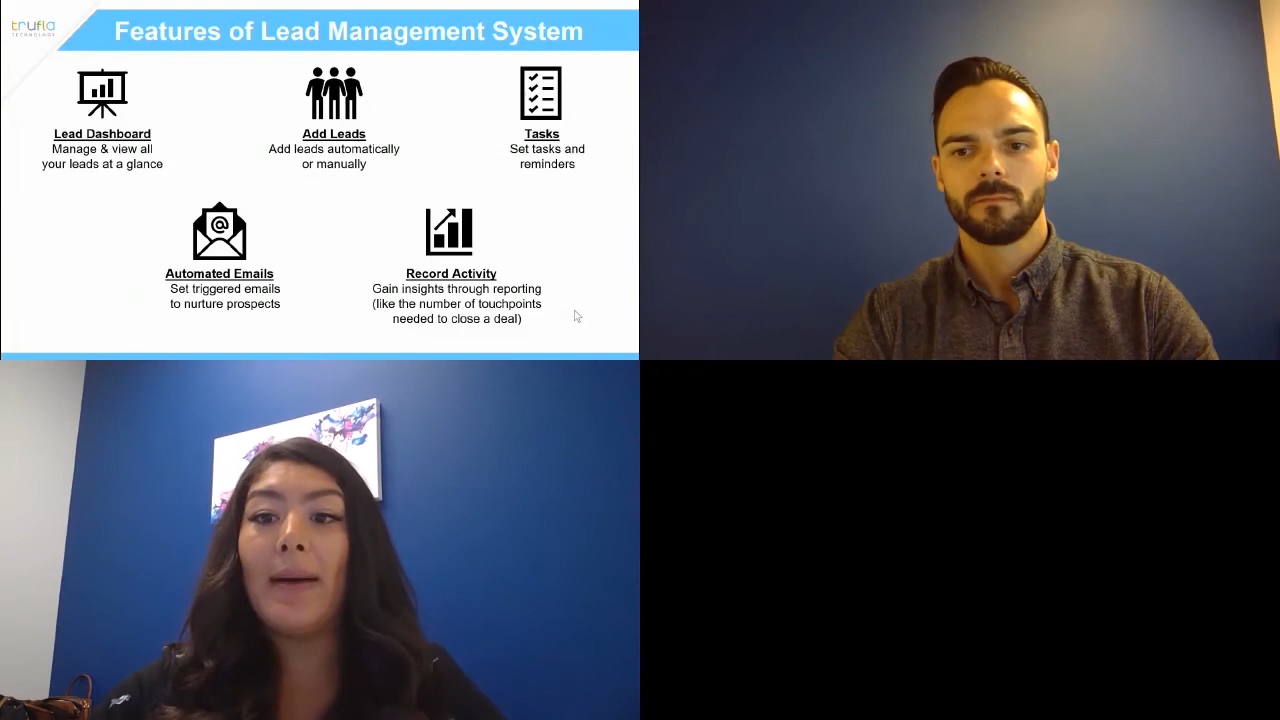 trufla
TECHNOLOGY
Features of Lead Management System
Lead Dashboard
Manage & view all
your leads at a glance
Add Leads
Add leads automatically
or manually
Tasks
Set tasks and
reminders
@
Automated Emails
Set triggered emails
to nurture prospects
Record Activity
Gain insights through reporting
(like the number of touchpoints
needed to close a deal)